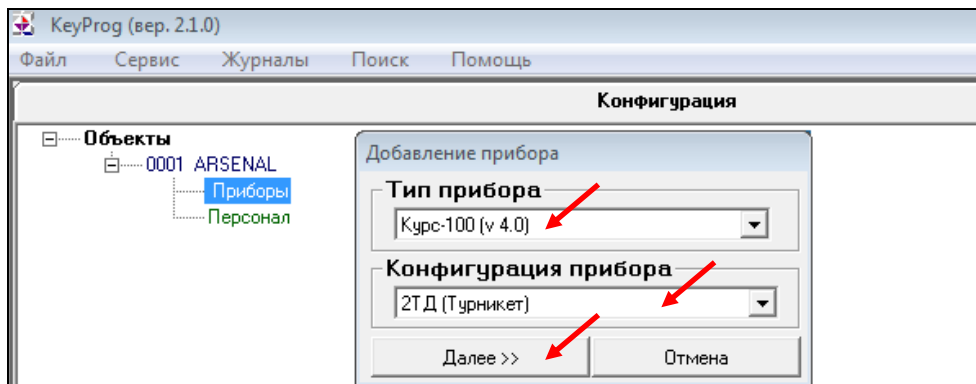 KeyProg (вер. 2.1.0)
Файл Сервис Журналы Поиск Помощь
Конфигурация
Объекты
0001 ARSENAL
Приборы
Персонал
Добавление прибора
Тип прибора
Курс-100 (v 4.0)
Конфигурация прибора
2ТД (Турникет)
Далее >> Отмена